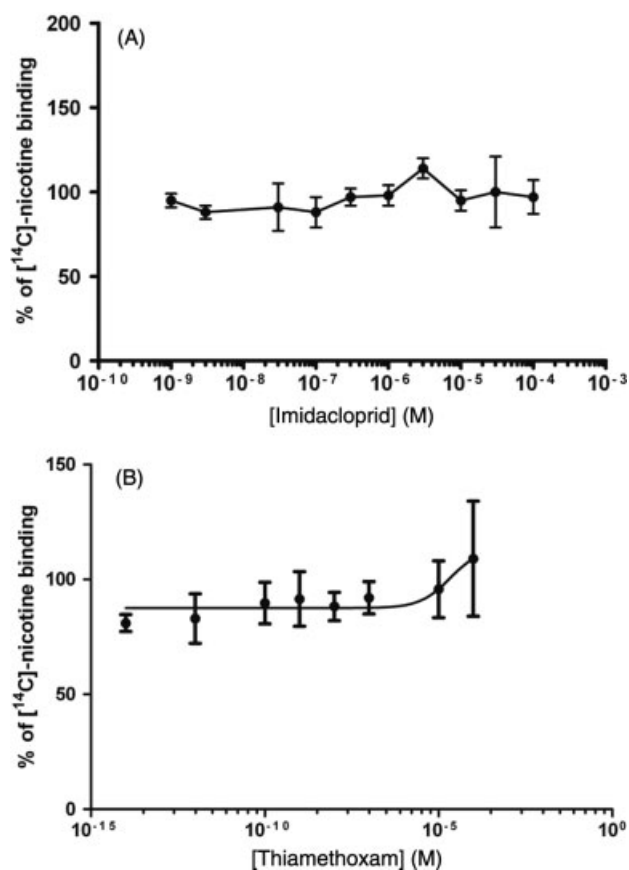 (A)
% of [¹⁴C]-nicotine binding
200
150
100
50
0
10⁻¹⁰ 10⁻⁹ 10⁻⁸ 10⁻⁷ 10⁻⁶ 10⁻⁵ 10⁻⁴ 10⁻³
[Imidacloprid] (M)
(B)
% of [¹⁴C]-nicotine binding
150
100
50
0
10⁻¹⁵ 10⁻¹⁰ 10⁻⁵ 10⁰
[Thiamethoxam] (M)